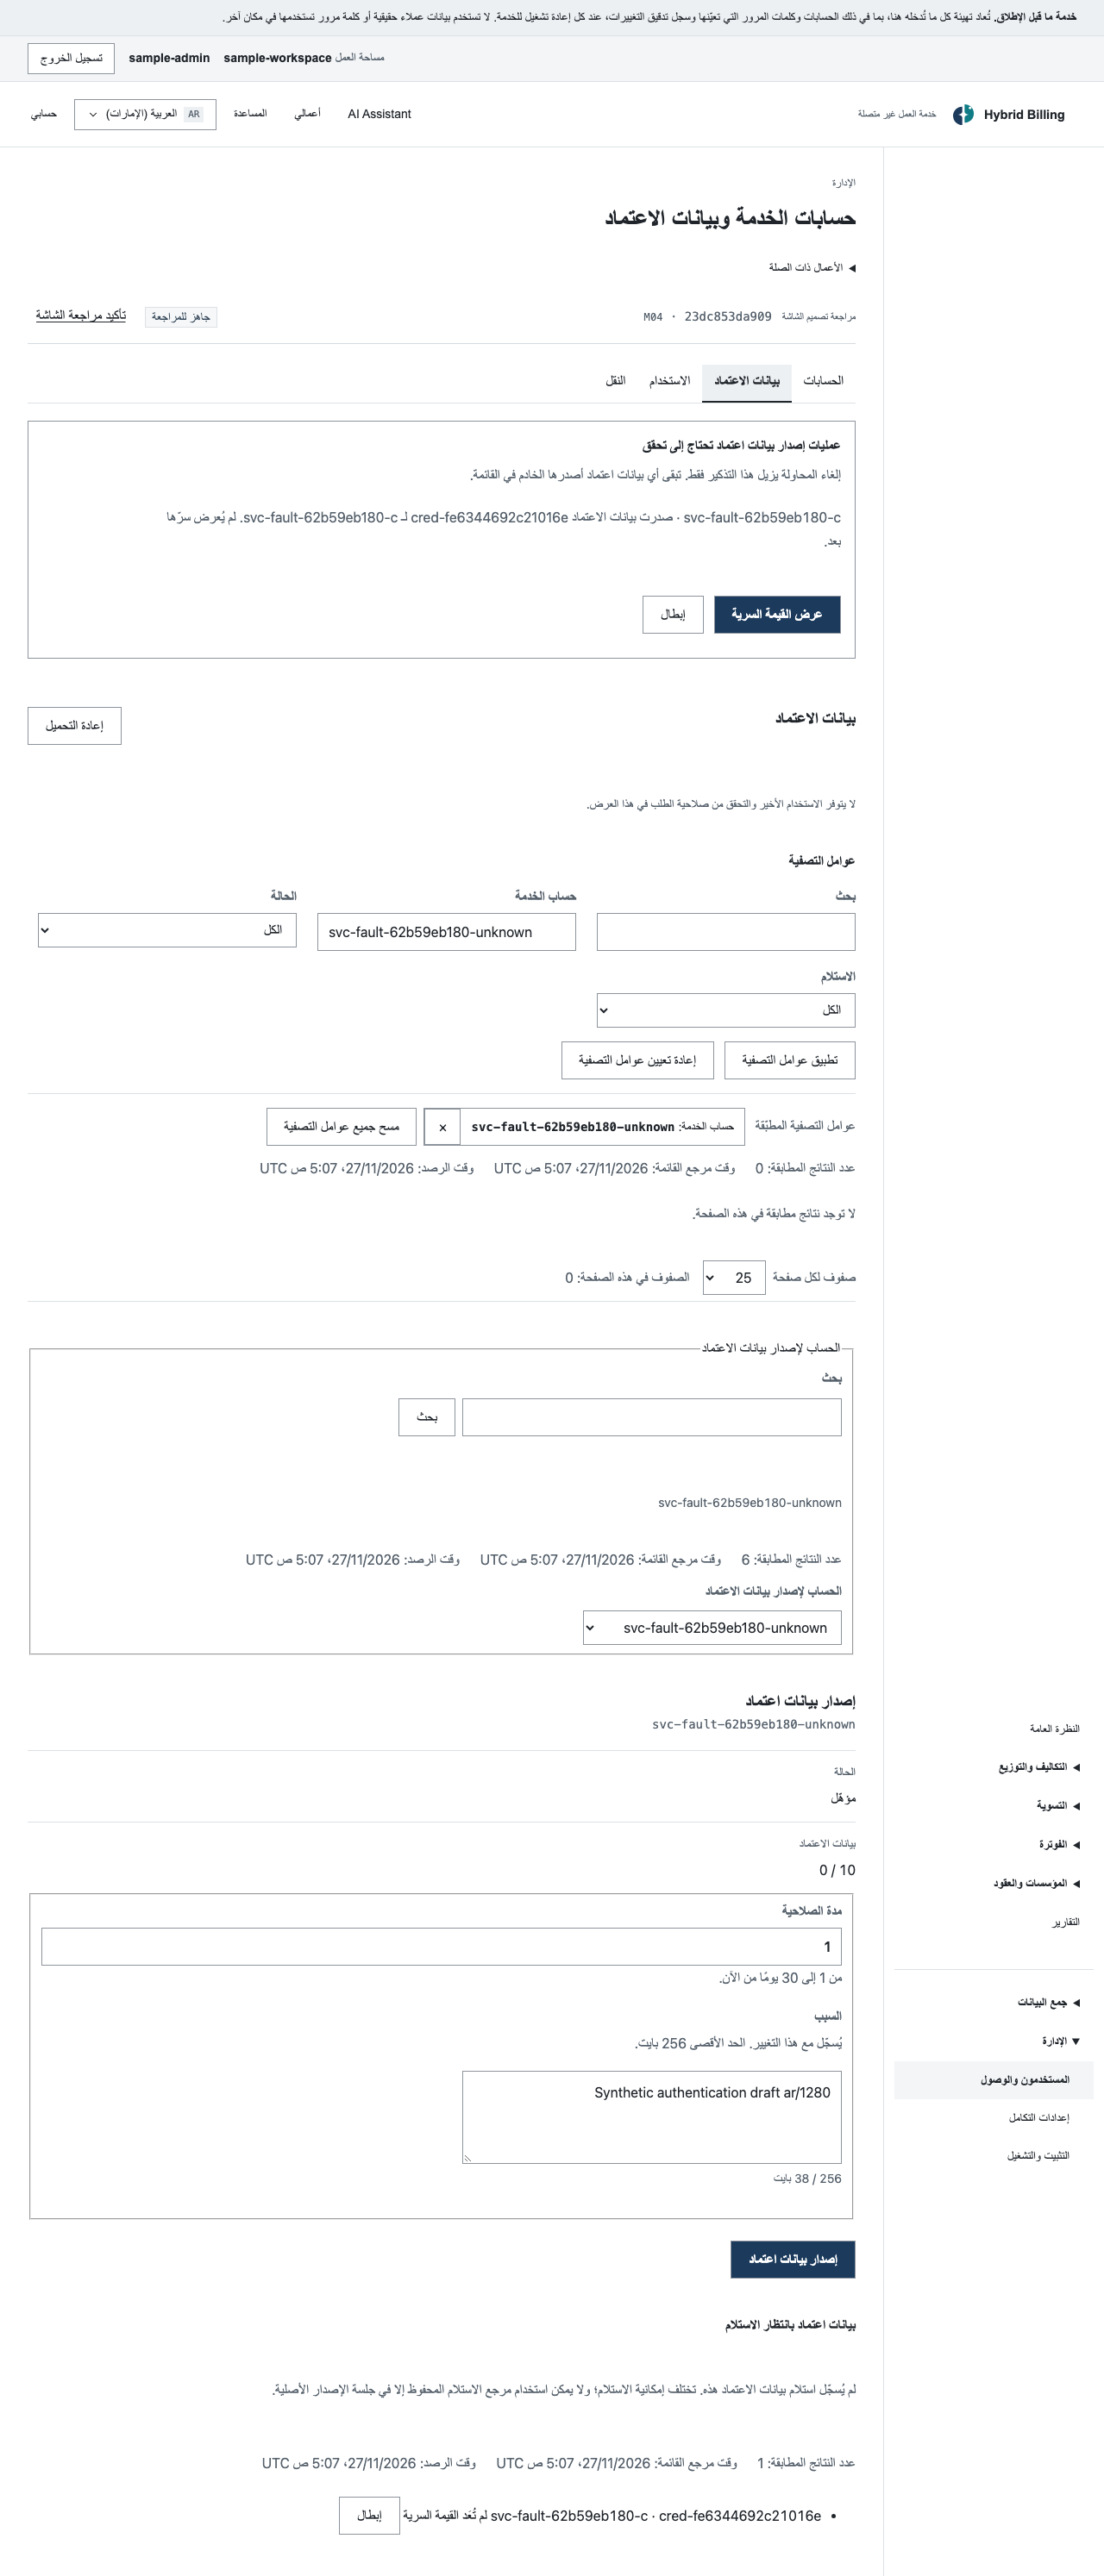 خدمة ما قبل الإطلاق. تُعاد تهيئة كل ما تُدخله هنا، بما في ذلك الحسابات وكلمات المرور التي تعيّنها وسجل تدقيق التغييرات، عند كل إعادة تشغيل للخدمة. لا تستخدم بيانات عملاء حقيقية أو كلمة مرور تستخدمها في مكان آخر.
مساحة العمل sample-workspace sample-admin تسجيل الخروج
Hybrid Billing خدمة العمل غير متصلة AI Assistant أعمالي المساعدة AR العربية (الإمارات) حسابي
الإدارة
حسابات الخدمة وبيانات الاعتماد
الأعمال ذات الصلة
مراجعة تصميم الشاشة M04 · 23dc853da909 جاهز للمراجعة تأكيد مراجعة الشاشة
الحسابات بيانات الاعتماد الاستخدام النقل
عمليات إصدار بيانات اعتماد تحتاج إلى تحقق
إلغاء المحاولة يزيل هذا التذكير فقط. تبقى أي بيانات اعتماد أصدرها الخادم في القائمة.
svc-fault-62b59eb180-c · صدرت بيانات الاعتماد cred-fe6344692c21016e لـ svc-fault-62b59eb180-c. لم يُعرض سرّها
بعد.
عرض القيمة السرية إبطال
بيانات الاعتماد إعادة التحميل
لا يتوفر الاستخدام الأخير والتحقق من صلاحية الطلب في هذا العرض.
عوامل التصفية
بحث حساب الخدمة الحالة
svc-fault-62b59eb180-unknown الكل
الاستلام
الكل
تطبيق عوامل التصفية إعادة تعيين عوامل التصفية
عوامل التصفية المطبّقة حساب الخدمة: svc-fault-62b59eb180-unknown × مسح جميع عوامل التصفية
عدد النتائج المطابقة: 0 وقت مرجع القائمة: 27/11/2026، 5:07 ص UTC وقت الرصد: 27/11/2026، 5:07 ص UTC
لا توجد نتائج مطابقة في هذه الصفحة.
صفوف لكل صفحة 25 الصفوف في هذه الصفحة: 0
الحساب لإصدار بيانات الاعتماد
بحث
بحث
svc-fault-62b59eb180-unknown
عدد النتائج المطابقة: 6 وقت مرجع القائمة: 27/11/2026، 5:07 ص UTC وقت الرصد: 27/11/2026، 5:07 ص UTC
الحساب لإصدار بيانات الاعتماد
svc-fault-62b59eb180-unknown
إصدار بيانات اعتماد
svc-fault-62b59eb180-unknown
الحالة
مؤهّل
بيانات الاعتماد
0 / 10
مدة الصلاحية
1
من 1 إلى 30 يومًا من الآن.
السبب
يُسجّل مع هذا التغيير. الحد الأقصى 256 بايت.
Synthetic authentication draft ar/1280
38 / 256 بايت
إصدار بيانات اعتماد
بيانات اعتماد بانتظار الاستلام
لم يُسجّل استلام بيانات الاعتماد هذه. تختلف إمكانية الاستلام؛ ولا يمكن استخدام مرجع الاستلام المحفوظ إلا في جلسة الإصدار الأصلية.
عدد النتائج المطابقة: 1 وقت مرجع القائمة: 27/11/2026، 5:07 ص UTC وقت الرصد: 27/11/2026، 5:07 ص UTC
svc-fault-62b59eb180-c · cred-fe6344692c21016e لم تُعَد القيمة السرية إبطال
النظرة العامة
التكاليف والتوزيع
التسوية
الفوترة
المؤسسات والعقود
التقارير
جمع البيانات
الإدارة
المستخدمون والوصول
إعدادات التكامل
التثبيت والتشغيل